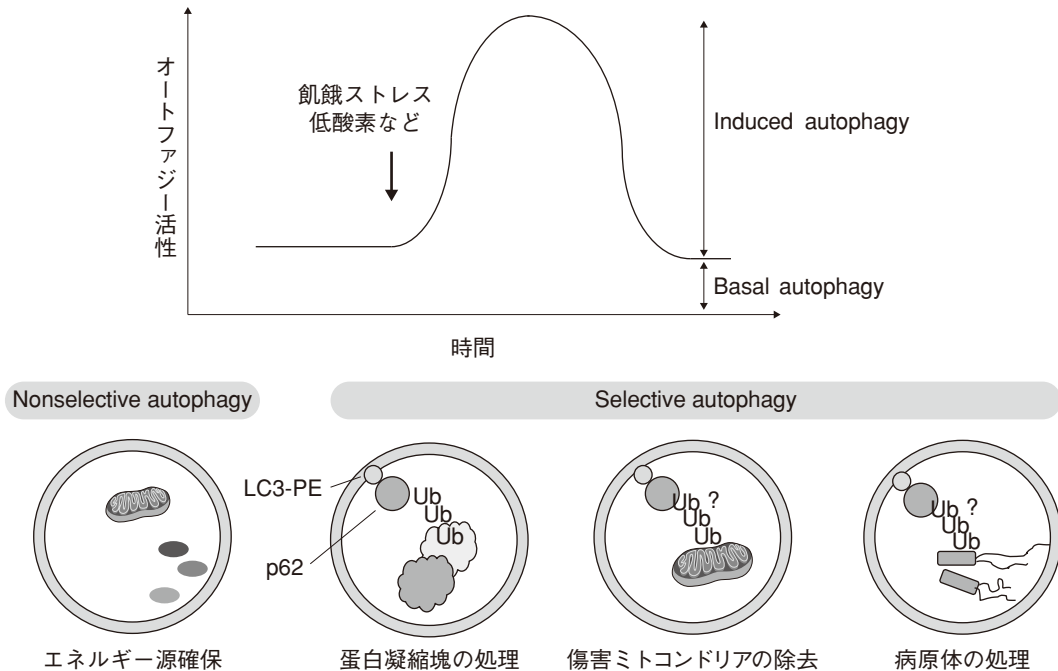 オートファジー活性
飢餓ストレス
低酸素など
Induced autophagy
Basal autophagy
時間
Nonselective autophagy
Selective autophagy
LC3-PE
p62
Ub
Ub
Ub
Ub ?
Ub
Ub
Ub ?
Ub
Ub
エネルギー源確保
蛋白凝縮塊の処理
傷害ミトコンドリアの除去
病原体の処理